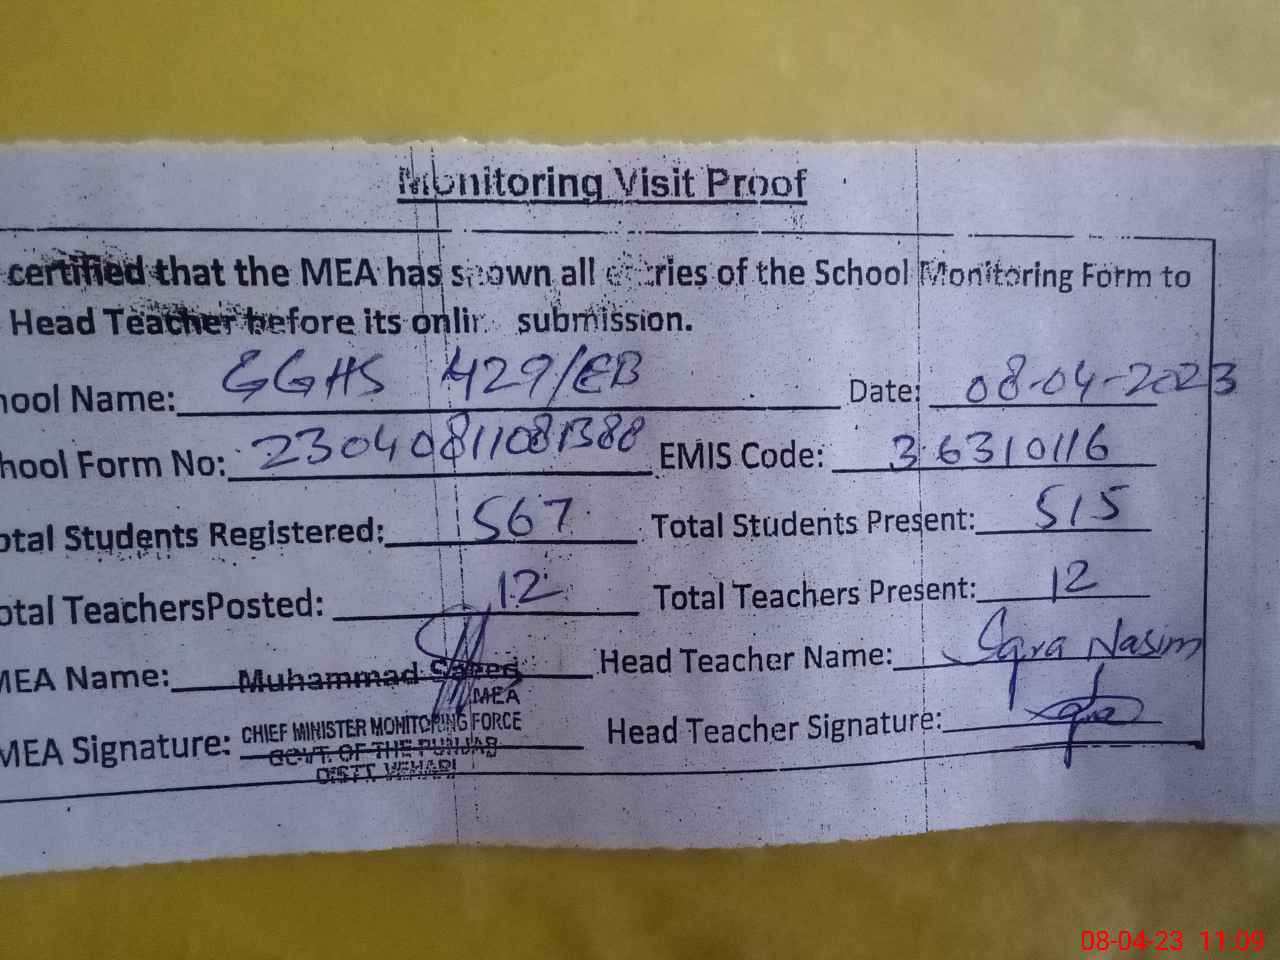 Monitoring Visit Proof
certified that the MEA has shown all entries of the School Monitoring Form to
Head Teacher before its online submission.
hool Name: GGHS 429/EB Date: 08-04-2023
hool Form No: 23040811081388 EMIS Code: 36310116
otal Students Registered: 567 Total Students Present: 515
otal TeachersPosted: 12 Total Teachers Present: 12
MEA Name: Muhammad Saeed Head Teacher Name: Iqra Nasim
MEA
MEA Signature: CHIEF MINISTER MONITORING FORCE Head Teacher Signature:
GOVT. OF THE PUNJAB
DISTT. VEHARI
08-04-23 11:09